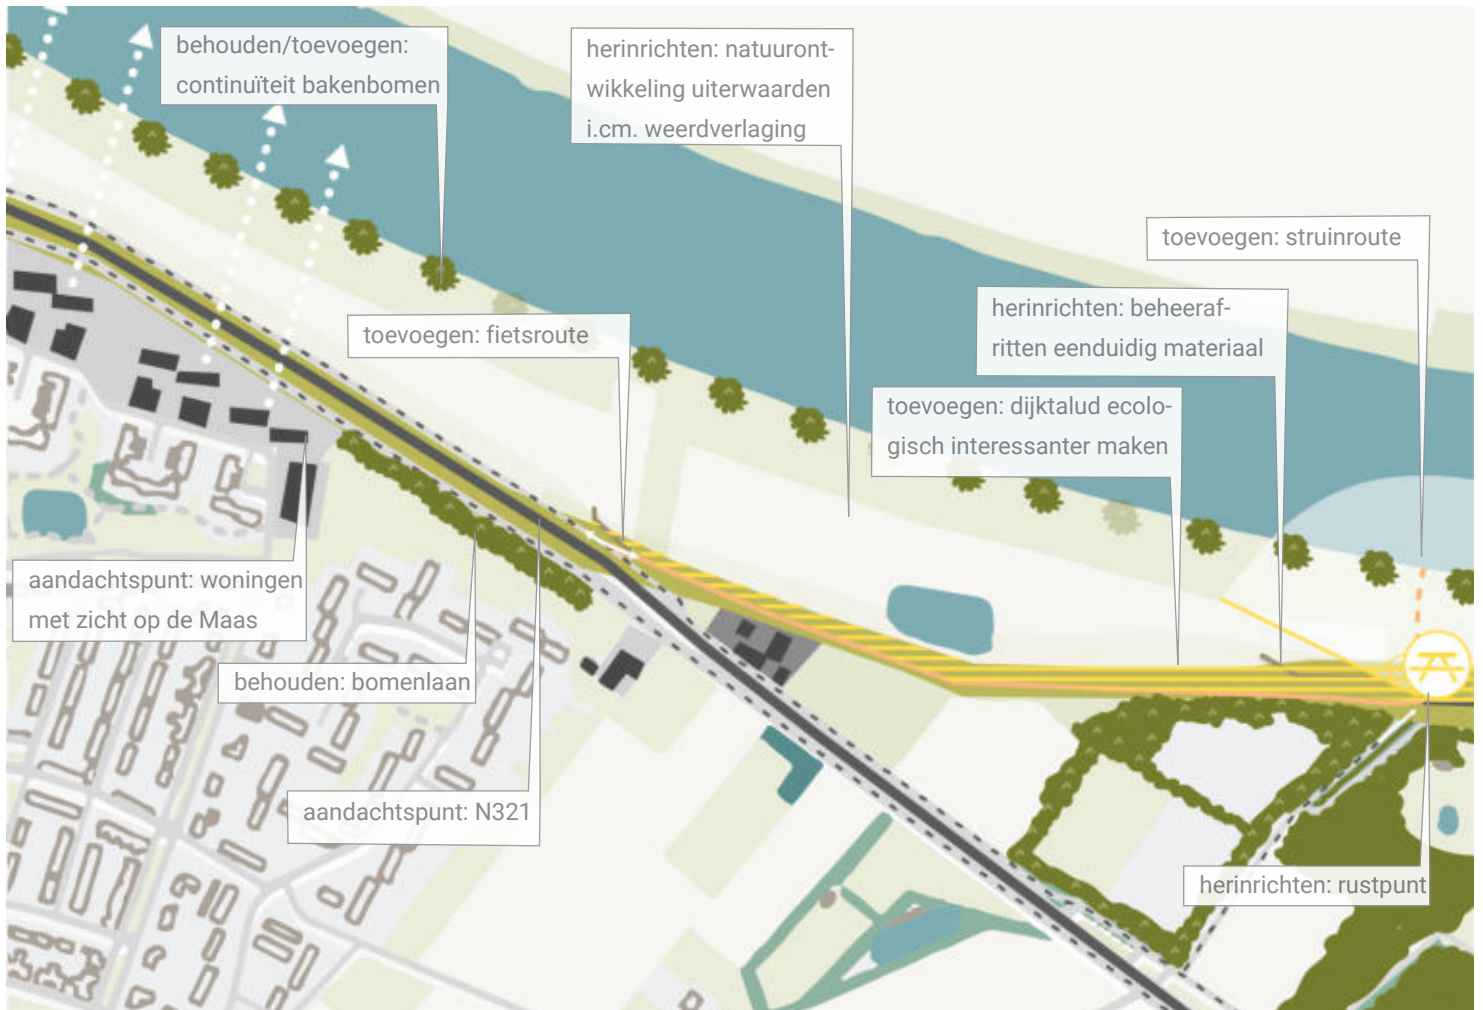 behouden/toevoegen:
continuïteit bakenbomen
herinrichten: natuuront-
wikkeling uiterwaarden
i.cm. weerdverlaging
toevoegen: struinroute
herinrichten: beheeraf-
ritten eenduidig materiaal
toevoegen: fietsroute
toevoegen: dijktalud ecolo-
gisch interessanter maken
aandachtspunt: woningen
met zicht op de Maas
behouden: bomenlaan
aandachtspunt: N321
herinrichten: rustpunt